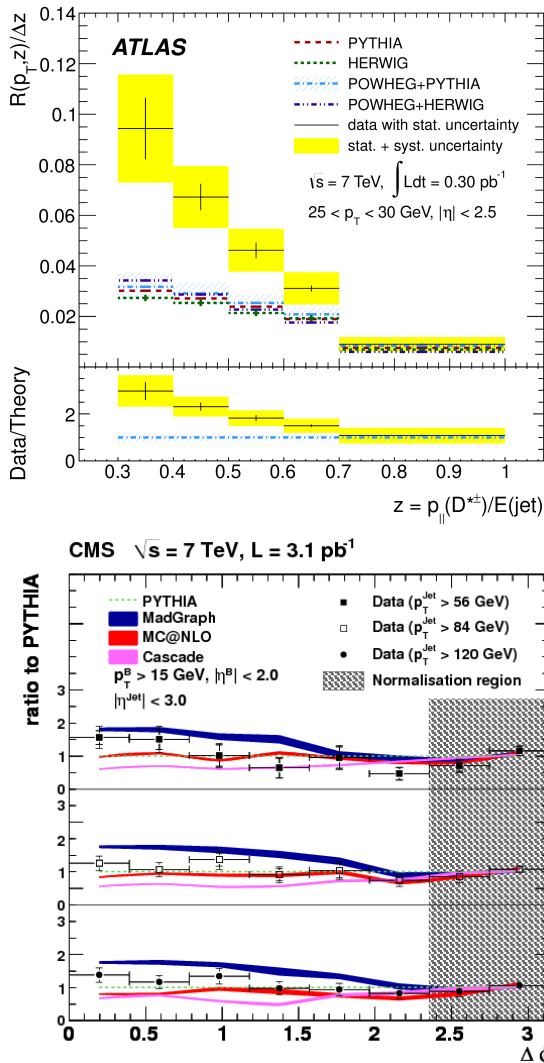 0.14
0.12
0.1
0.08
0.06
0.04
0.02
R(p_T,z)/Δz
ATLAS
PYTHIA
HERWIG
POWHEG+PYTHIA
POWHEG+HERWIG
data with stat. uncertainty
stat. + syst. uncertainty
√s = 7 TeV, ∫Ldt = 0.30 pb⁻¹
25 < p_T < 30 GeV, |η| < 2.5
Data/Theory
2
0
0.3 0.4 0.5 0.6 0.7 0.8 0.9 1
z = p_||(D*±)/E(jet)
CMS √s = 7 TeV, L = 3.1 pb⁻¹
ratio to PYTHIA
PYTHIA
MadGraph
MC@NLO
Cascade
p_T^B > 15 GeV, |η^B| < 2.0
|η^Jet| < 3.0
Data (p_T^Jet > 56 GeV)
Data (p_T^Jet > 84 GeV)
Data (p_T^Jet > 120 GeV)
Normalisation region
3
2
1
0
3
2
1
0
3
2
1
0
0 0.5 1 1.5 2 2.5 3
Δ